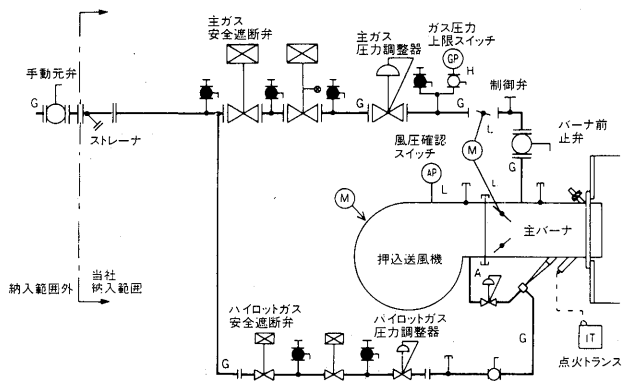 主ガス
安全遮断弁
主ガス
圧力調整器
ガス圧力
上限スイッチ
GP
H
手動元弁
制御弁
G
G
G
G
L
ストレーナ
風圧確認
スイッチ
M
バーナ前
止弁
AP
L
L
G
M
主バーナ
押込送風機
A
納入範囲外
当社
納入範囲
ハイロットガス
安全遮断弁
パイロットガス
圧力調整器
G
G
G
IT
点火トランス